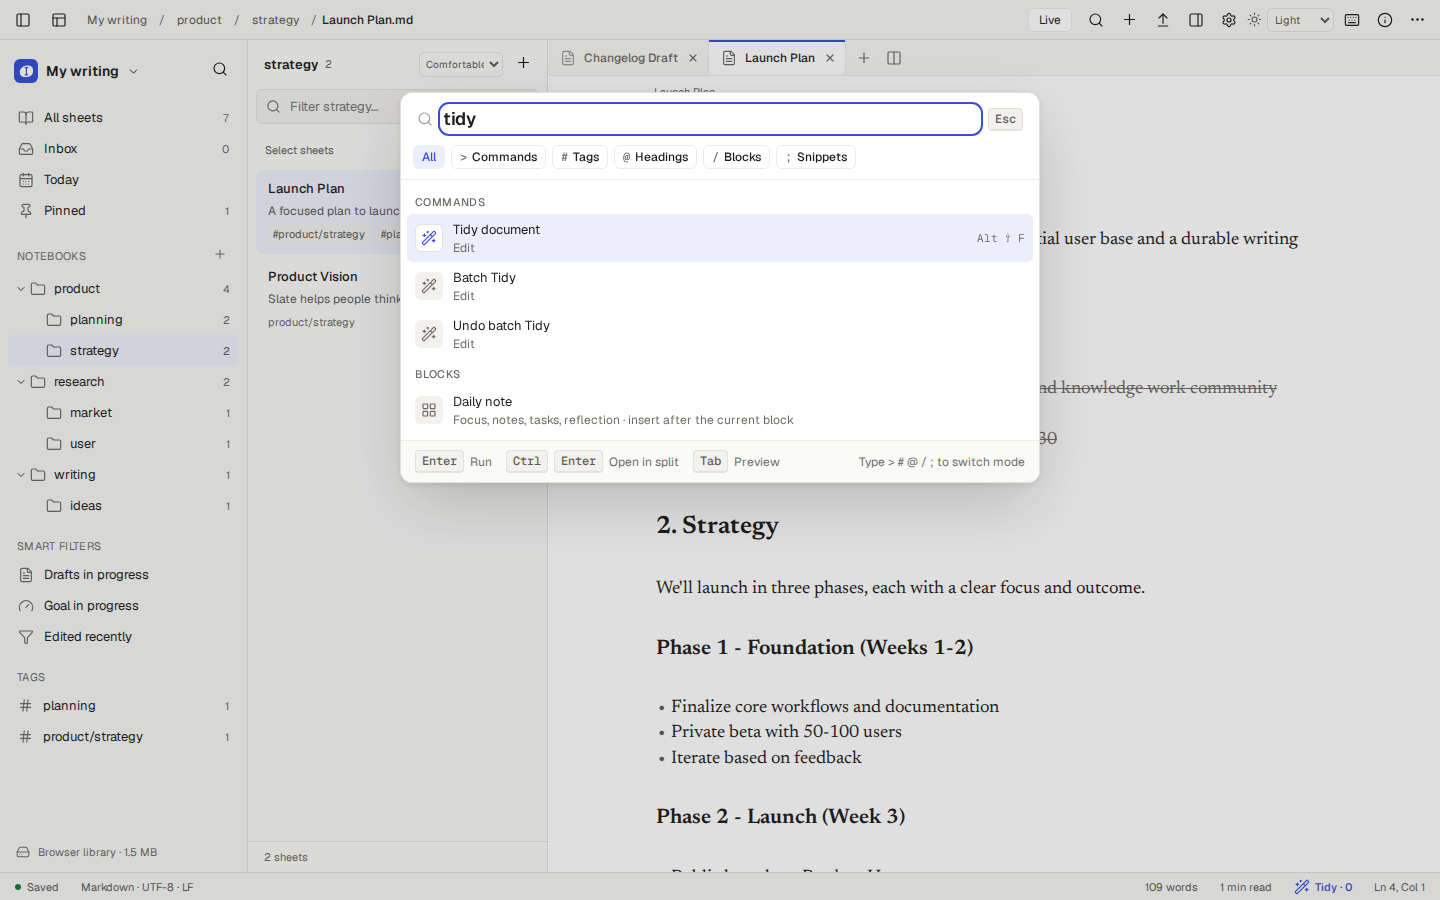 My writing / product / strategy / Launch Plan.md
Live
Light
My writing
All sheets 7
Inbox 0
Today
Pinned 1
NOTEBOOKS
product 4
planning 2
strategy 2
research 2
market 1
user 1
writing 1
ideas 1
SMART FILTERS
Drafts in progress
Goal in progress
Edited recently
TAGS
planning 1
product/strategy 1
Browser library · 1.5 MB
strategy 2
Comfortable
Filter strategy...
Select sheets
Launch Plan
A focused plan to launc
#product/strategy #pla
Product Vision
Slate helps people think
product/strategy
2 sheets
Changelog Draft
Launch Plan
Launch Plan
tidy
Esc
All
> Commands
# Tags
@ Headings
/ Blocks
; Snippets
COMMANDS
Tidy document
Edit
Alt ⇧ F
Batch Tidy
Edit
Undo batch Tidy
Edit
BLOCKS
Daily note
Focus, notes, tasks, reflection · insert after the current block
Enter Run Ctrl Enter Open in split Tab Preview Type > # @ / ; to switch mode
tial user base and a durable writing
nd knowledge work community
30
2. Strategy
We'll launch in three phases, each with a clear focus and outcome.
Phase 1 - Foundation (Weeks 1-2)
• Finalize core workflows and documentation
• Private beta with 50-100 users
• Iterate based on feedback
Phase 2 - Launch (Week 3)
Saved
Markdown · UTF-8 · LF
109 words
1 min read
Tidy · 0
Ln 4, Col 1